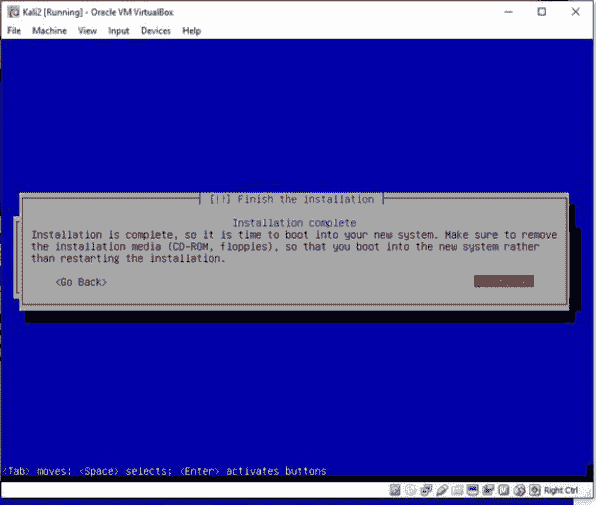 Kali2 [Running] - Oracle VM VirtualBox
File Machine View Input Devices Help
[!!] Finish the installation
Installation complete
Installation is complete, so it is time to boot into your new system. Make sure to remove
the installation media (CD-ROM, floppies), so that you boot into the new system rather
than restarting the installation.
<Go Back>
<Tab> moves; <Space> selects; <Enter> activates buttons
Right Ctrl